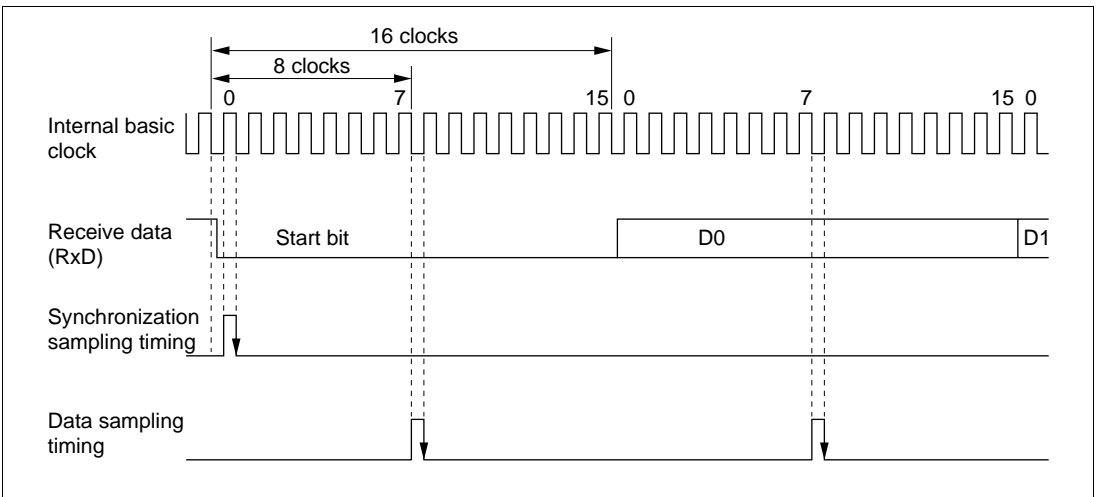 16 clocks
8 clocks
0 7 15 0 7 15 0
Internal basic
clock
Receive data
(RxD)
Start bit D0 D1
Synchronization
sampling timing
Data sampling
timing